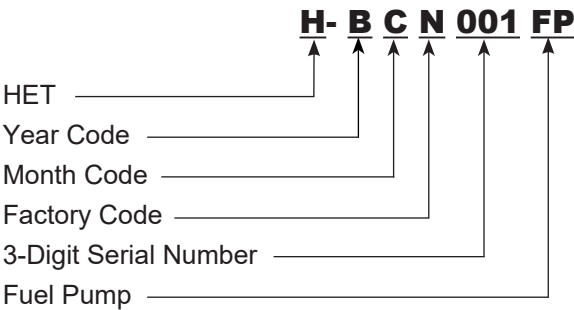 H- B C N 001 FP
HET
Year Code
Month Code
Factory Code
3-Digit Serial Number
Fuel Pump